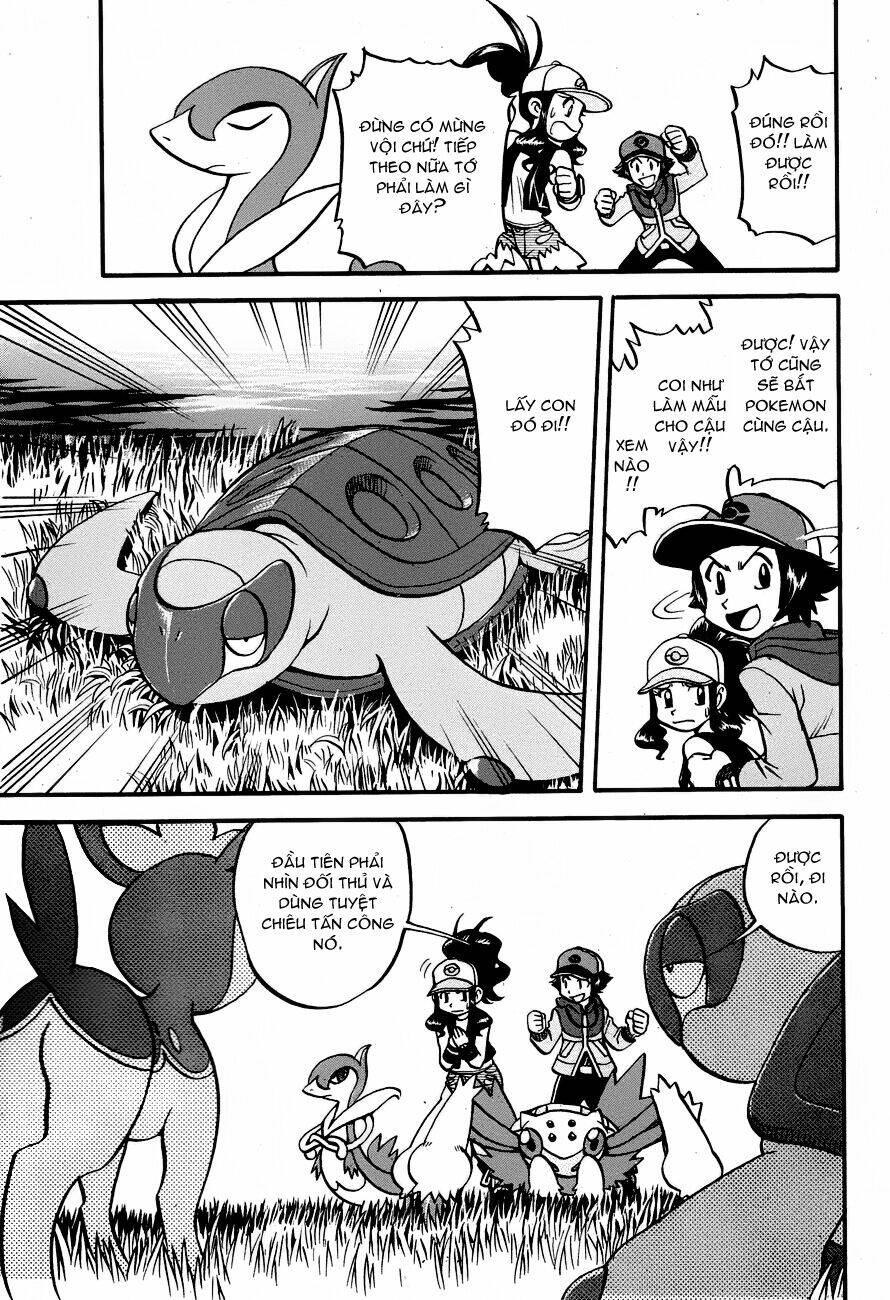 ĐÚNG RỒI
ĐÓ!! LÀM
ĐƯỢC
RỒI!!
ĐỪNG CÓ MỪNG
VỘI CHỨ! TIẾP
THEO NỮA TỚ
PHẢI LÀM GÌ
ĐÂY?
ĐƯỢC! VẬY
TỚ CŨNG
SẼ BẮT
POKEMON
CÙNG CẬU.
COI NHƯ
LÀM MẪU
CHO CẬU
VẬY!!
XEM
NÀO
!!
LẤY CON
ĐÓ ĐI!!
ĐƯỢC
RỒI, ĐI
NÀO.
ĐẦU TIÊN PHẢI
NHÌN ĐỐI THỦ VÀ
DÙNG TUYỆT
CHIÊU TẤN CÔNG
NÓ.